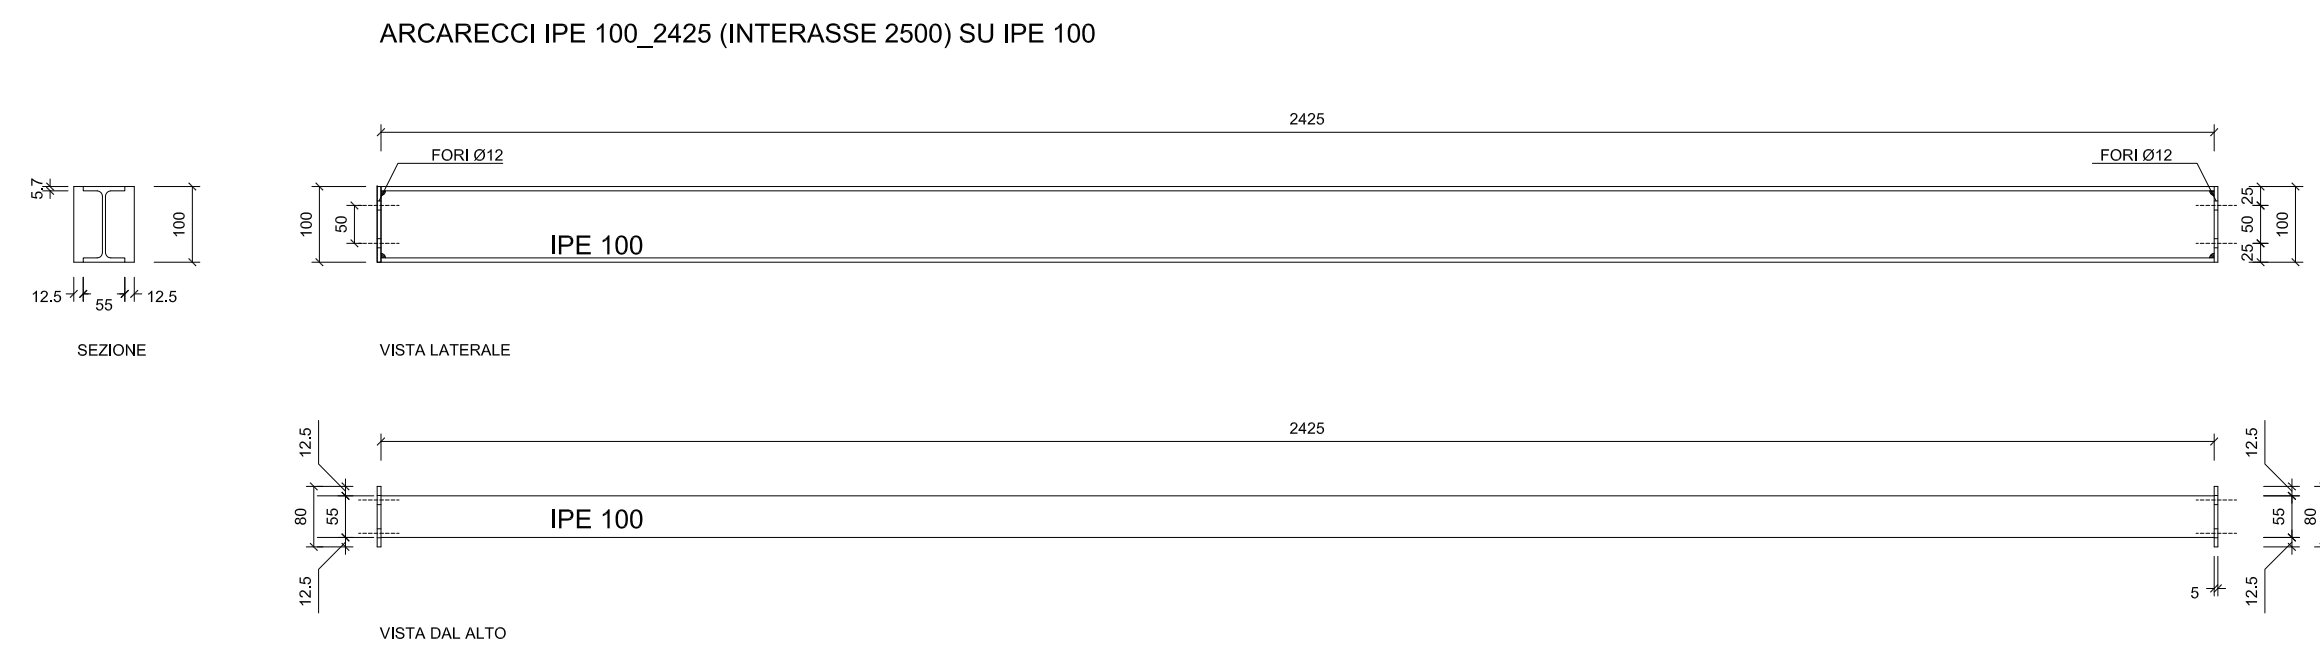 ARCARECCI IPE 100_2425 (INTERASSE 2500) SU IPE 100
2425
FORI Ø12
FORI Ø12
5,7
100
100
50
IPE 100
25
50
25
100
12.5
55
12.5
SEZIONE
VISTA LATERALE
2425
12.5
12.5
80
55
IPE 100
55
80
12.5
5
12.5
VISTA DAL ALTO